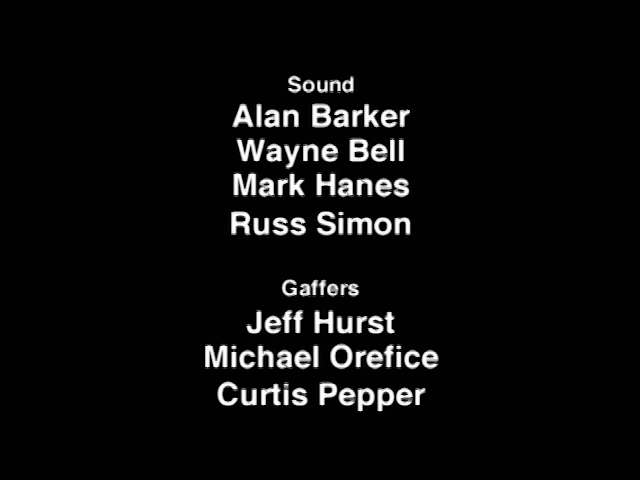 Sound
Alan Barker
Wayne Bell
Mark Hanes
Russ Simon
Gaffers
Jeff Hurst
Michael Orefice
Curtis Pepper